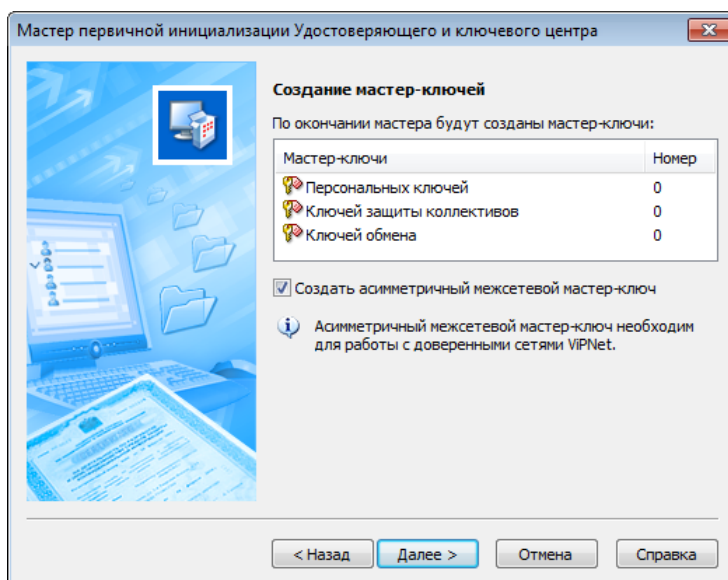 Мастер первичной инициализации Удостоверяющего и ключевого центра
Создание мастер-ключей
По окончании мастера будут созданы мастер-ключи:
Мастер-ключи Номер
Персональных ключей 0
Ключей защиты коллективов 0
Ключей обмена 0
Создать асимметричный межсетевой мастер-ключ
Асимметричный межсетевой мастер-ключ необходим
для работы с доверенными сетями ViPNet.
< Назад Далее > Отмена Справка